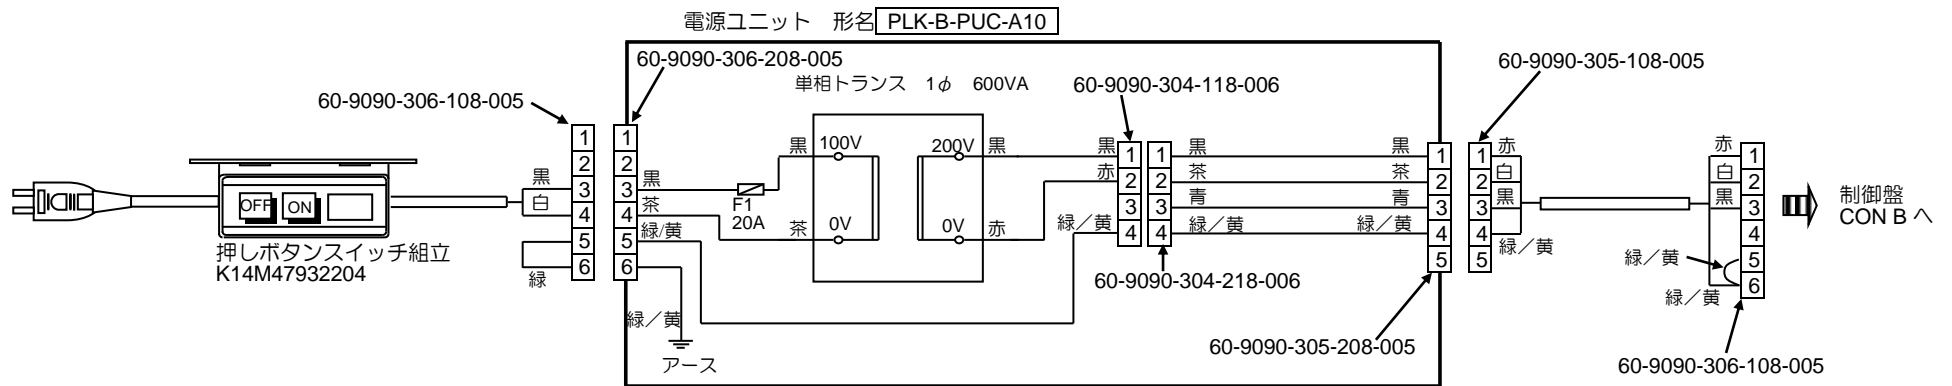 電源ユニット 形名 PLK-B-PUC-A10
60-9090-306-108-005
60-9090-306-208-005
単相トランス 1φ 600VA
60-9090-304-118-006
60-9090-305-108-005
OFF ON
押しボタンスイッチ組立
K14M47932204
黒
白
緑
1
2
3
4
5
6
1
2
3
4
5
6
黒
茶
緑/黄
緑／黄
アース
F1
20A
黒
茶
100V
0V
200V
0V
黒
赤
黒
赤
緑／黄
1
2
3
4
1
2
3
4
60-9090-304-218-006
黒
茶
青
緑／黄
黒
茶
青
緑／黄
1
2
3
4
5
60-9090-305-208-005
1
2
3
4
5
赤
白
黒
緑／黄
赤
白
黒
緑／黄
緑／黄
1
2
3
4
5
6
60-9090-306-108-005
制御盤
CON B へ